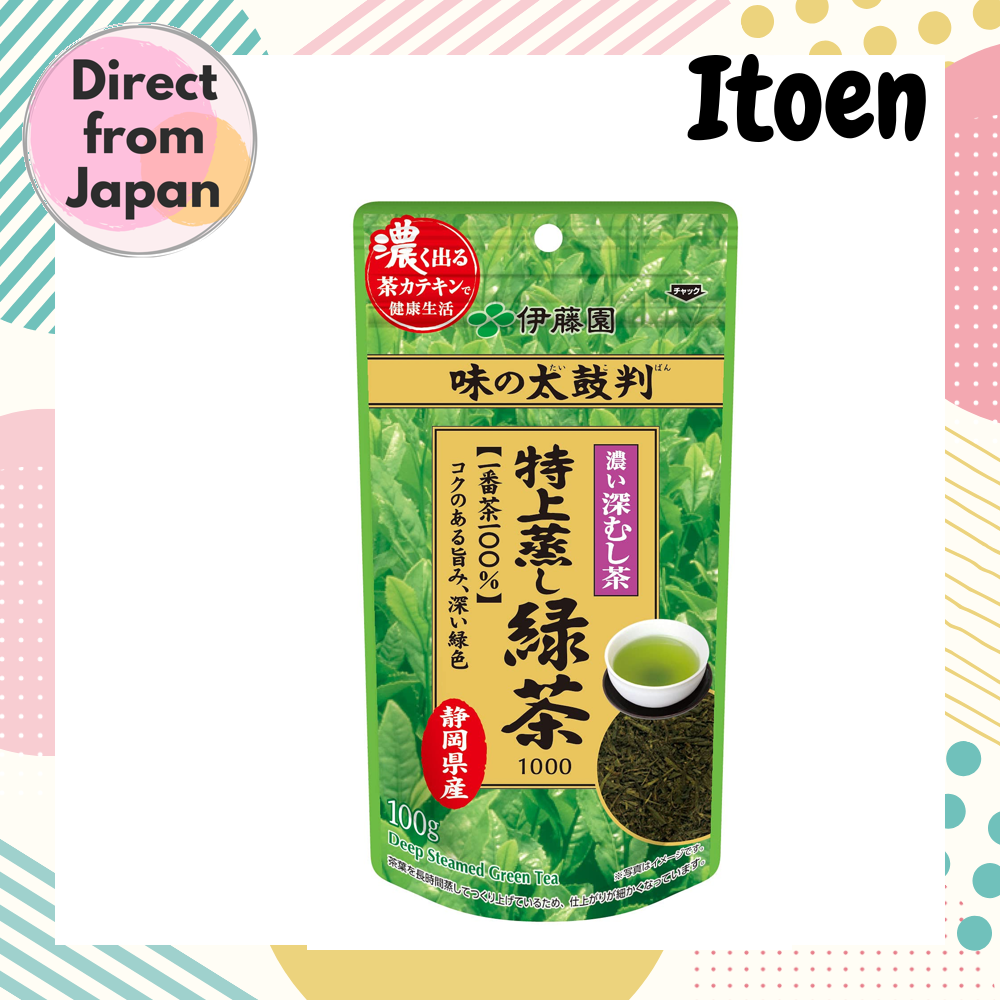 Direct
from
Japan
Itoen
濃く出る
茶カテキンで
健康生活
チャック
伊藤園
味の太鼓判
たい こ ばん
濃い深むし茶
特上蒸し緑茶
1000
【一番茶一〇〇%】
コクのある旨み、深い緑色
静岡県産
100g
Deep Steamed Green Tea
※写真はイメージです。
茶葉を長時間蒸してつくり上げているため、仕上がりが細かくなっています。